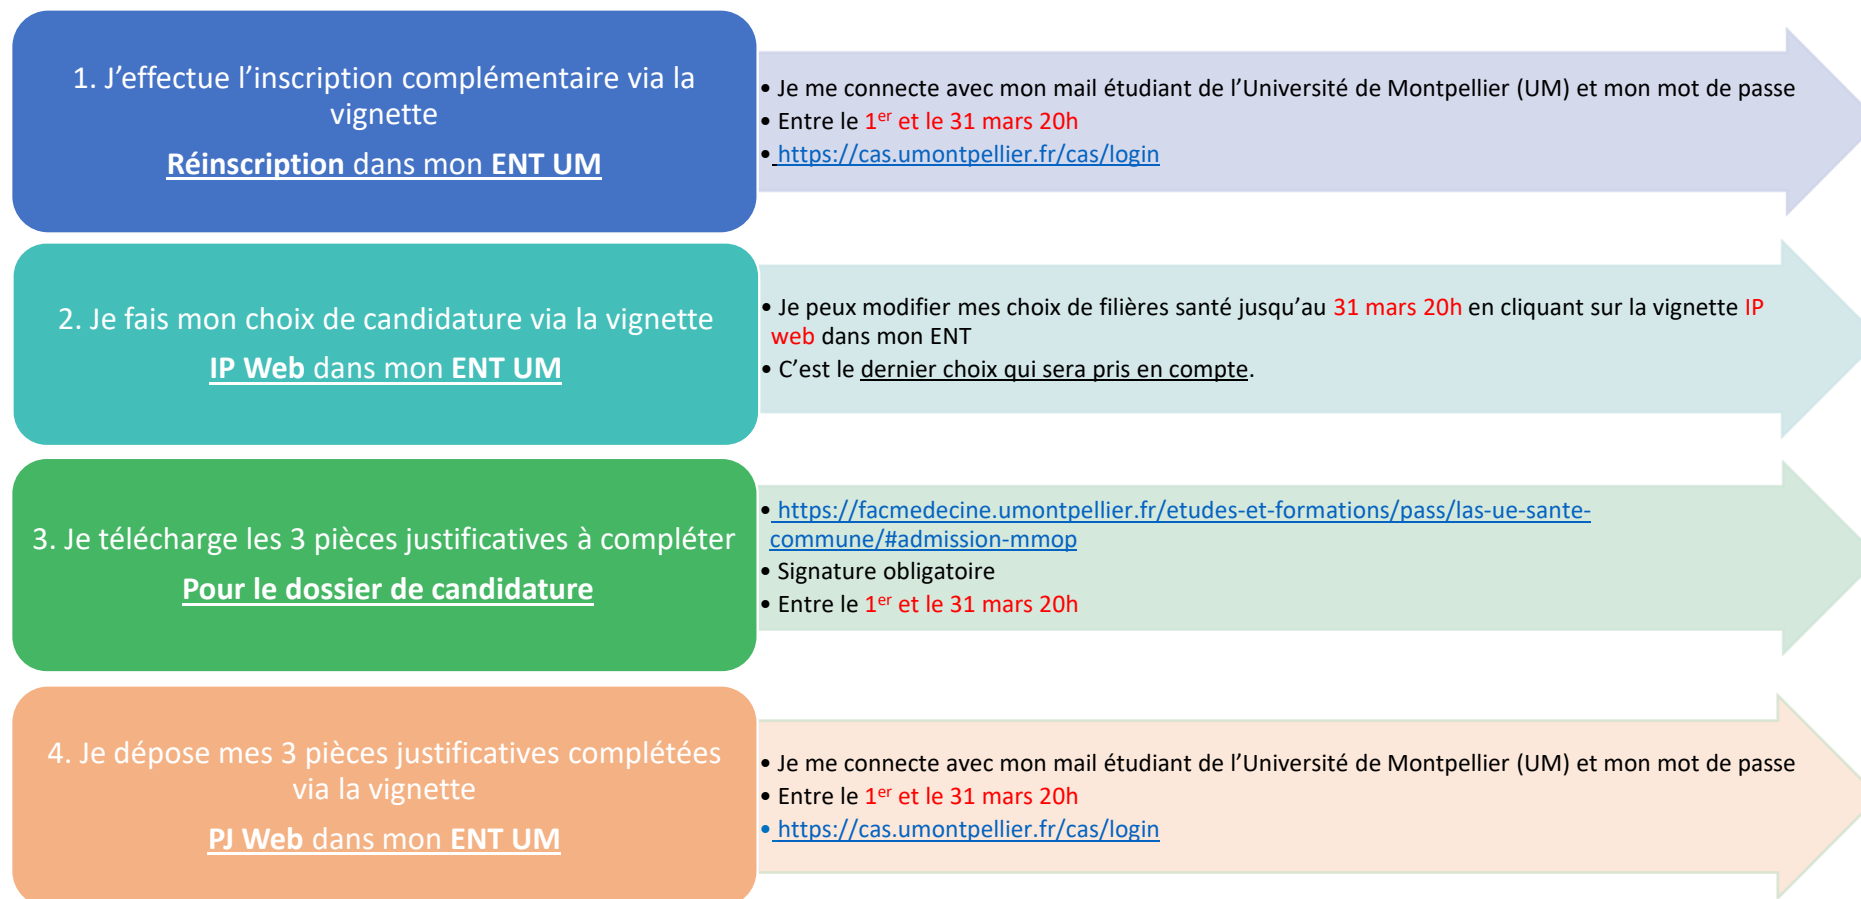 1. J’effectue l’inscription complémentaire via la
vignette
Réinscription dans mon ENT UM
• Je me connecte avec mon mail étudiant de l’Université de Montpellier (UM) et mon mot de passe
• Entre le 1er et le 31 mars 20h
• https://cas.umontpellier.fr/cas/login
2. Je fais mon choix de candidature via la vignette
IP Web dans mon ENT UM
• Je peux modifier mes choix de filières santé jusqu’au 31 mars 20h en cliquant sur la vignette IP
web dans mon ENT
• C’est le dernier choix qui sera pris en compte.
3. Je télécharge les 3 pièces justificatives à compléter
Pour le dossier de candidature
• https://facmedecine.umontpellier.fr/etudes-et-formations/pass/las-ue-sante-
commune/#admission-mmop
• Signature obligatoire
• Entre le 1er et le 31 mars 20h
4. Je dépose mes 3 pièces justificatives complétées
via la vignette
PJ Web dans mon ENT UM
• Je me connecte avec mon mail étudiant de l’Université de Montpellier (UM) et mon mot de passe
• Entre le 1er et le 31 mars 20h
• https://cas.umontpellier.fr/cas/login